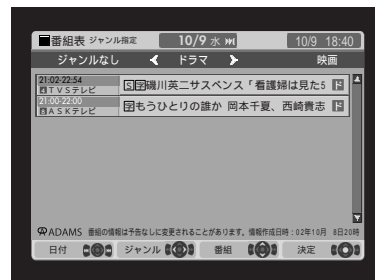 番組表 ジャンル指定 10/9 水 10/9 18:40
ジャンルなし ドラマ 映画
21:02-22:54 S字磯川英二サスペンス「看護婦は見た5 ド
TVSテレビ
21:00-22:00 字もうひとりの誰か 岡本千夏、西崎貴志 ド
ASKテレビ
ADAMS 番組の情報は予告なしに変更されることがあります。情報作成日時：02年10月 8日20時
日付 ジャンル 番組 決定